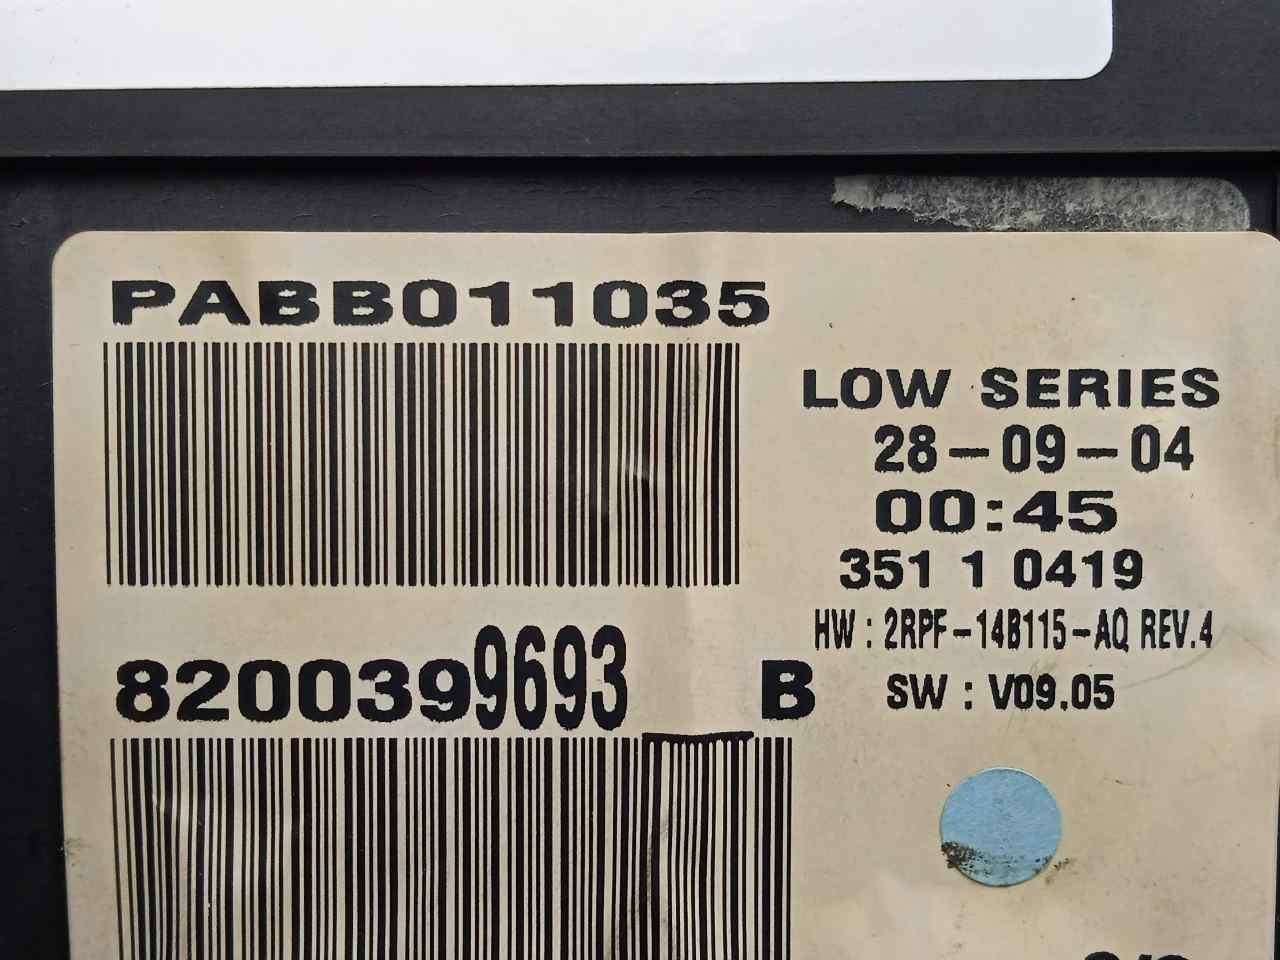 PABB011035
LOW SERIES
28-09-04
00:45
351 1 0419
HW : 2RPF-14B115-AQ REV.4
SW : V09.05
8200399693 B